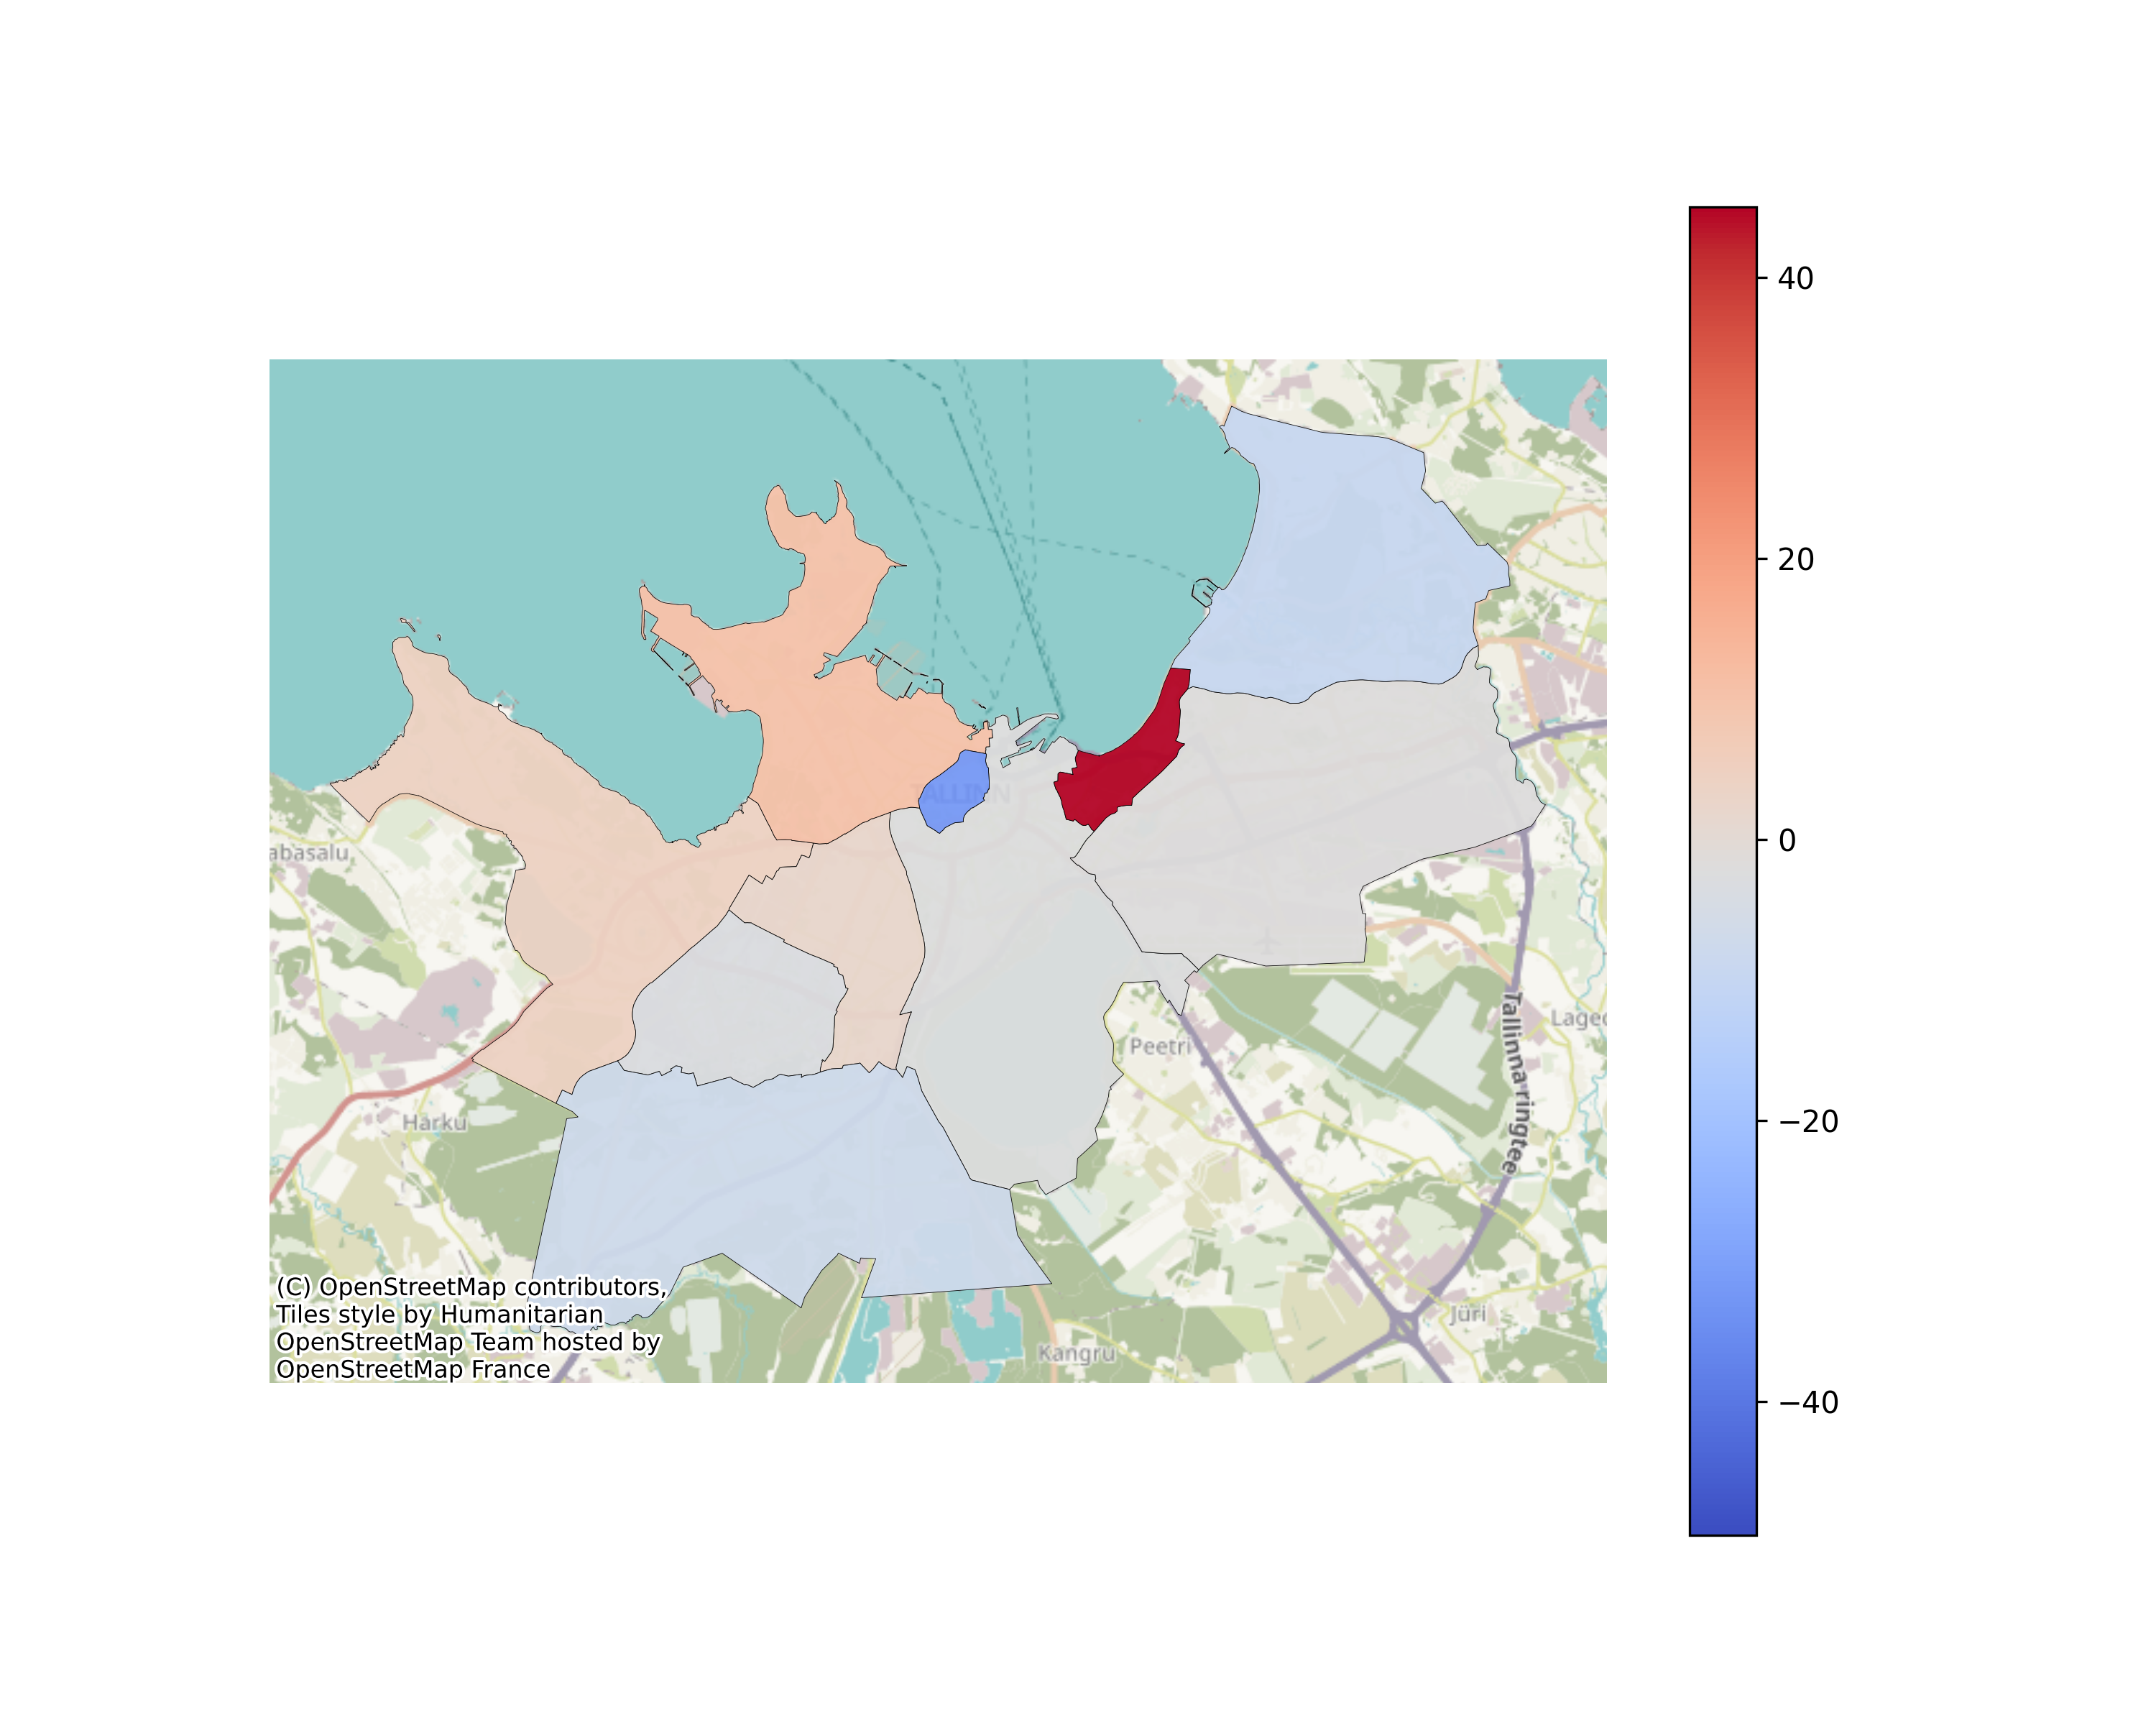 40
20
0
−20
−40
TALLINN
abasalu
Peetri
Lagec
Tallinna ringtee
Harku
Jüri
Kangru
(C) OpenStreetMap contributors,
Tiles style by Humanitarian
OpenStreetMap Team hosted by
OpenStreetMap France